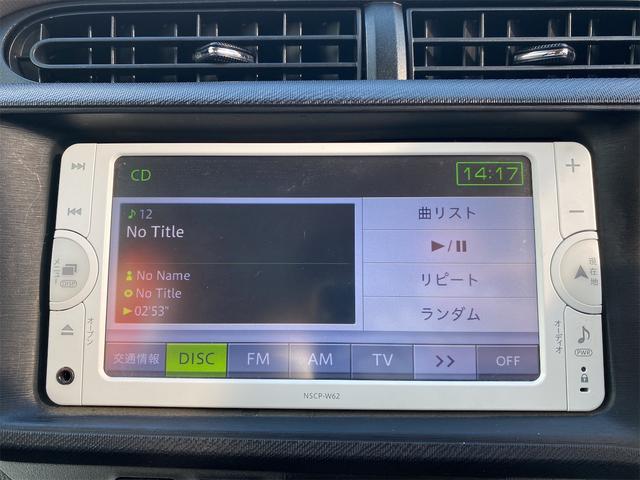 CD
14:17
12
No Title
No Name
No Title
02'53"
曲リスト
リピート
ランダム
交通情報 DISC FM AM TV >> OFF
メニュー
DISP
オープン
現在地
オーディオ
PWR
NSCP-W62